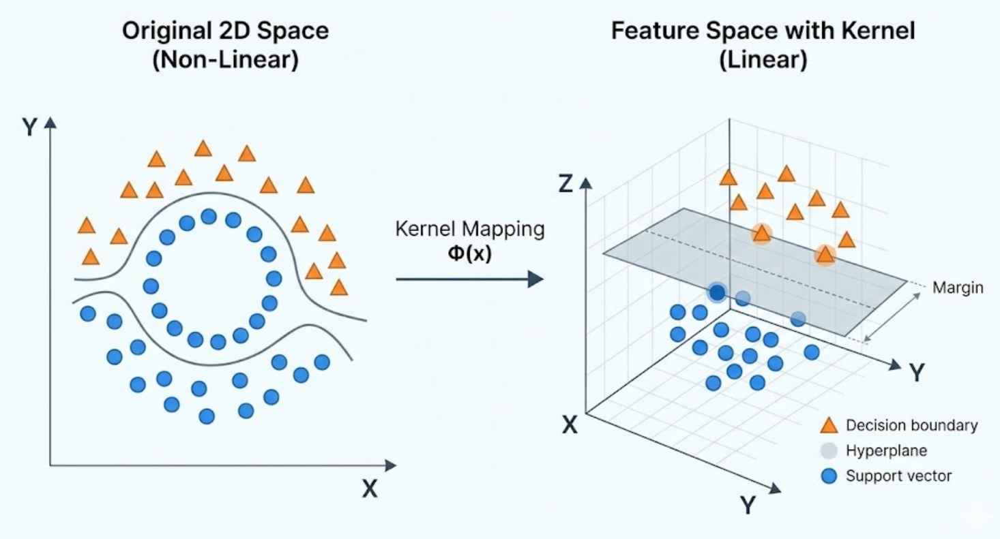 Original 2D Space
(Non-Linear)
Y
X
Kernel Mapping
Φ(x)
Feature Space with Kernel
(Linear)
Z
Margin
Y
X
Y
Decision boundary
Hyperplane
Support vector